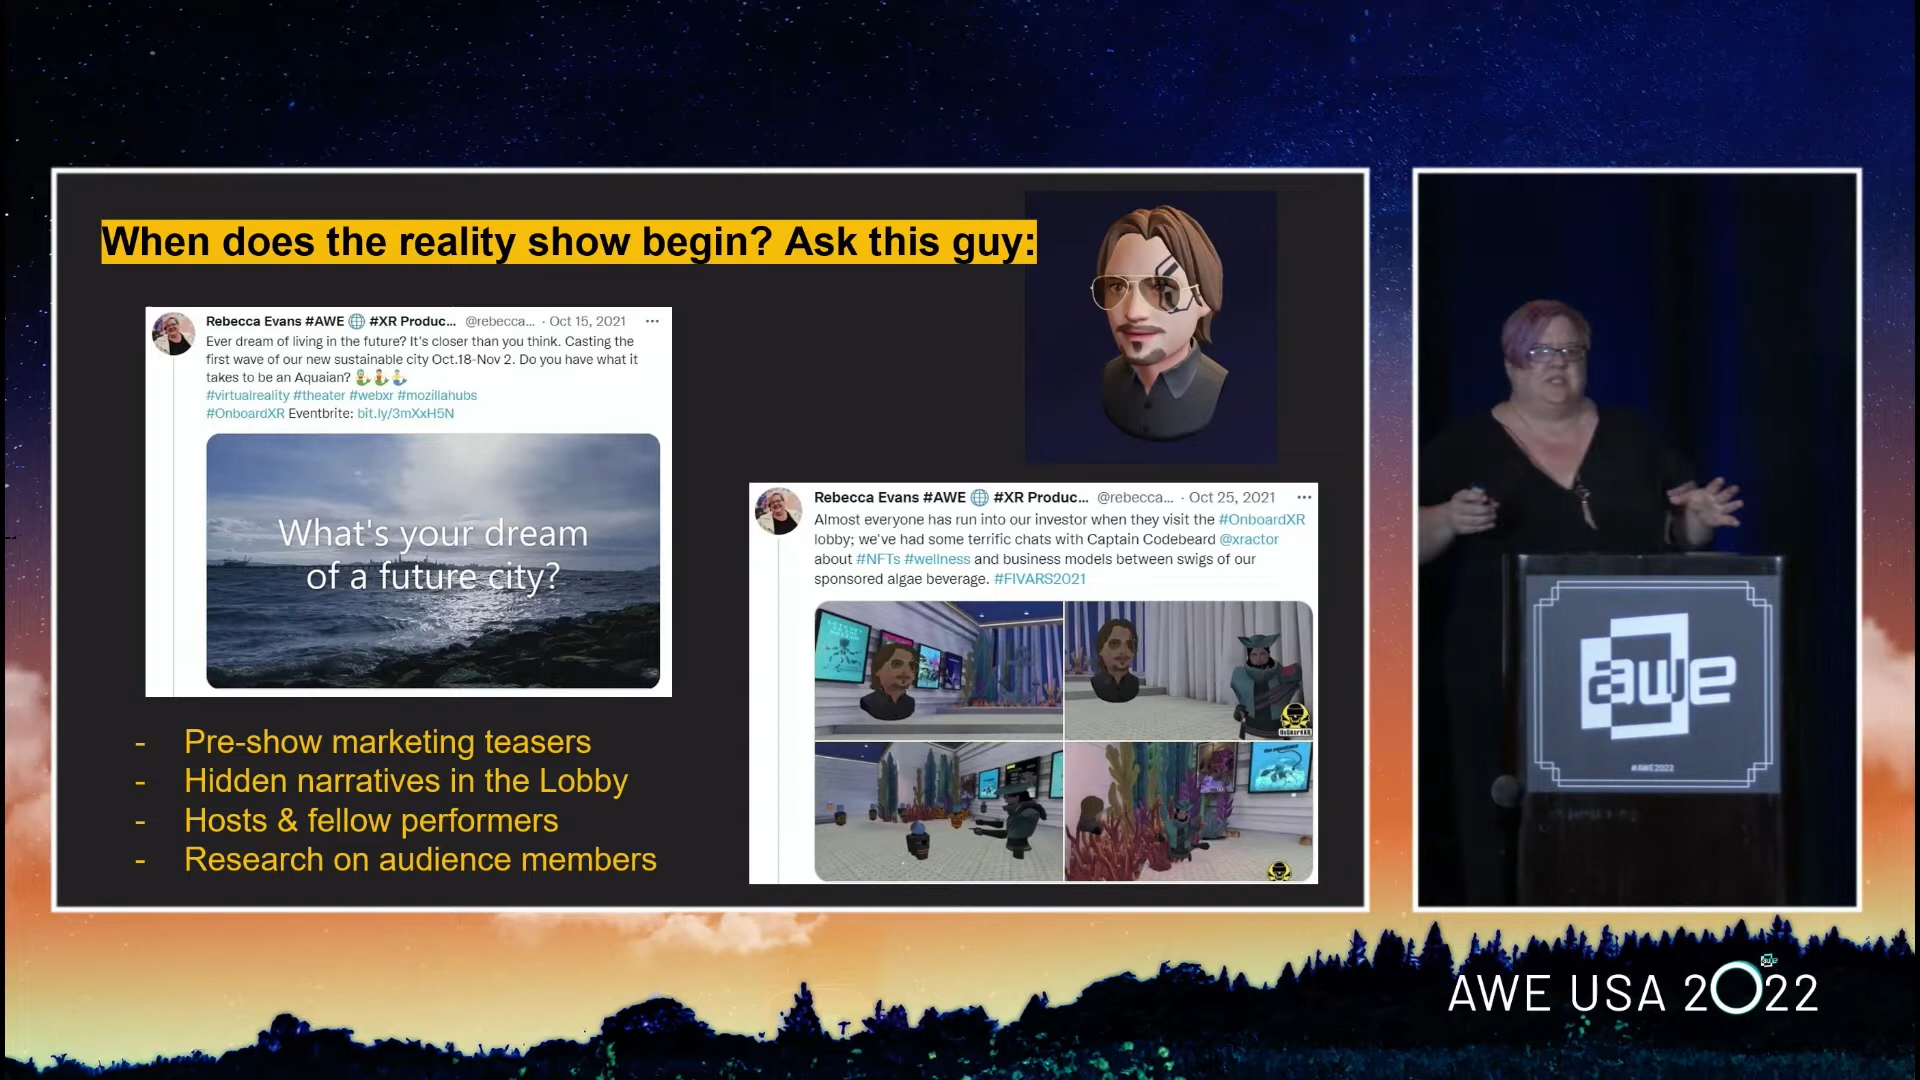 When does the reality show begin? Ask this guy:
Rebecca Evans #AWE #XR Produc... @rebecca... · Oct 15, 2021 ···
Ever dream of living in the future? It's closer than you think. Casting the
first wave of our new sustainable city Oct.18-Nov 2. Do you have what it
takes to be an Aquaian?
#virtualreality #theater #webxr #mozillahubs
#OnboardXR Eventbrite: bit.ly/3mXxH5N
What's your dream
of a future city?
- Pre-show marketing teasers
- Hidden narratives in the Lobby
- Hosts & fellow performers
- Research on audience members
Rebecca Evans #AWE #XR Produc... @rebecca... · Oct 25, 2021 ···
Almost everyone has run into our investor when they visit the #OnboardXR
lobby; we've had some terrific chats with Captain Codebeard @xractor
about #NFTs #wellness and business models between swigs of our
sponsored algae beverage. #FIVARS2021
OnBoardXR
awe
#AWE2022
AWE USA 2022